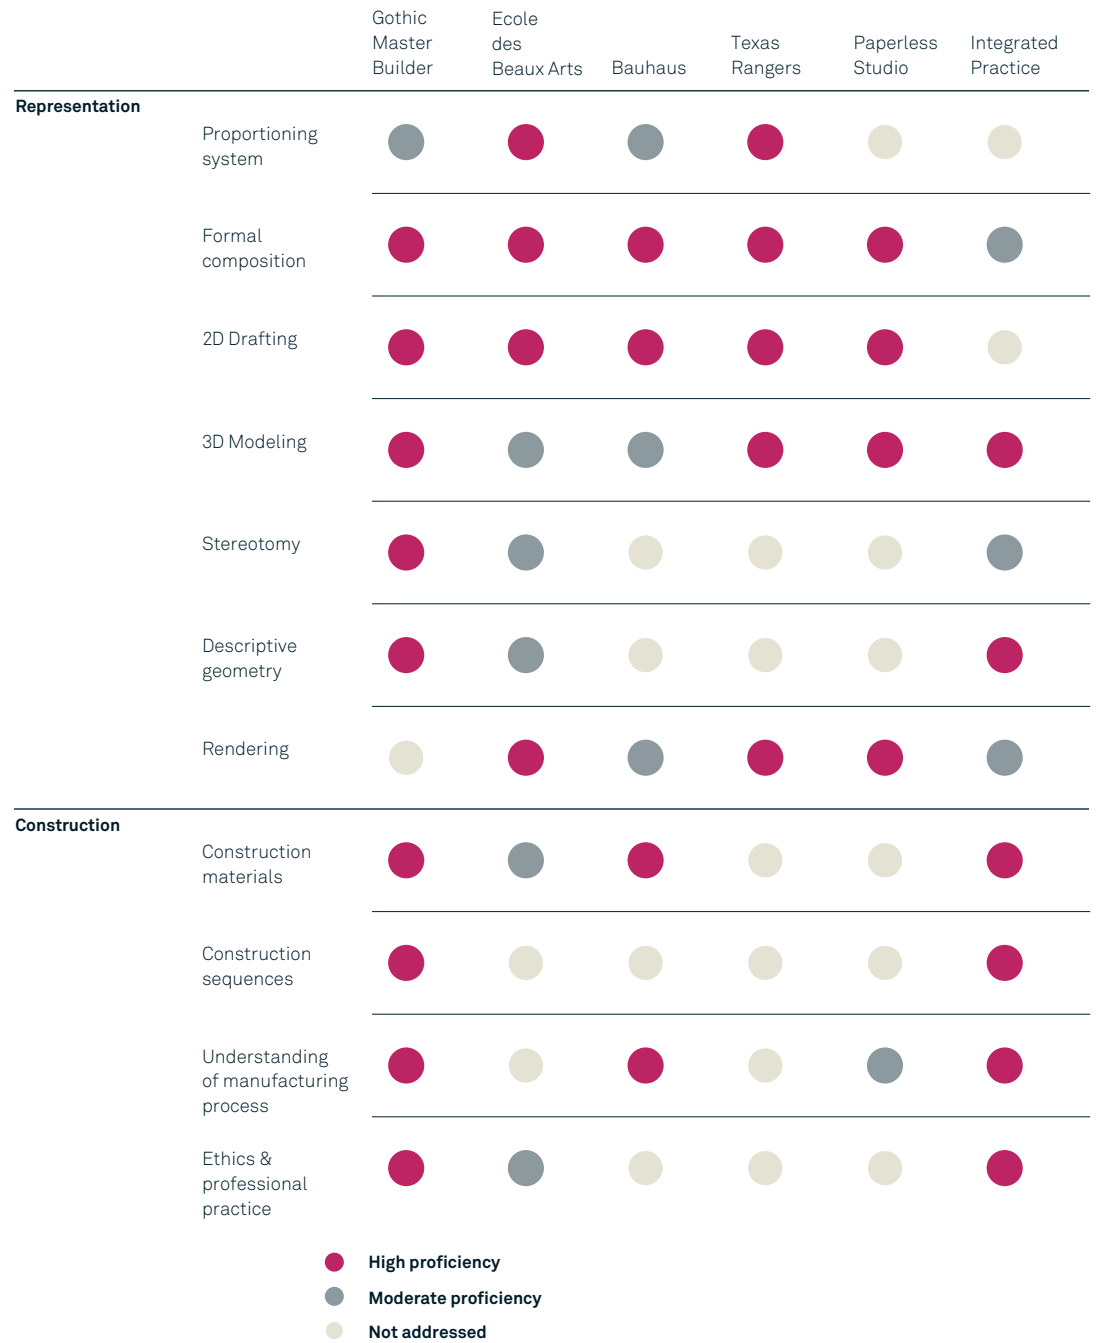 Gothic
Master
Builder
Ecole
des
Beaux Arts
Bauhaus
Texas
Rangers
Paperless
Studio
Integrated
Practice
Representation
Proportioning
system
Formal
composition
2D Drafting
3D Modeling
Stereotomy
Descriptive
geometry
Rendering
Construction
Construction
materials
Construction
sequences
Understanding
of manufacturing
process
Ethics &
professional
practice
High proficiency
Moderate proficiency
Not addressed